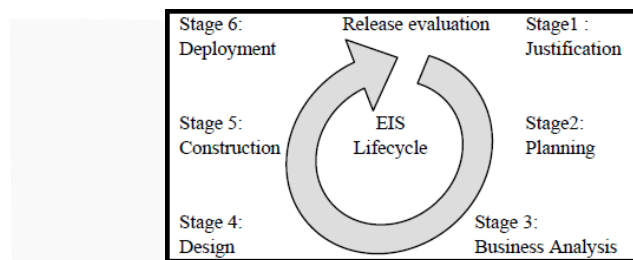 Stage 6:
Deployment
Release evaluation
Stage1 :
Justification
Stage 5:
Construction
EIS
Lifecycle
Stage2:
Planning
Stage 4:
Design
Stage 3:
Business Analysis